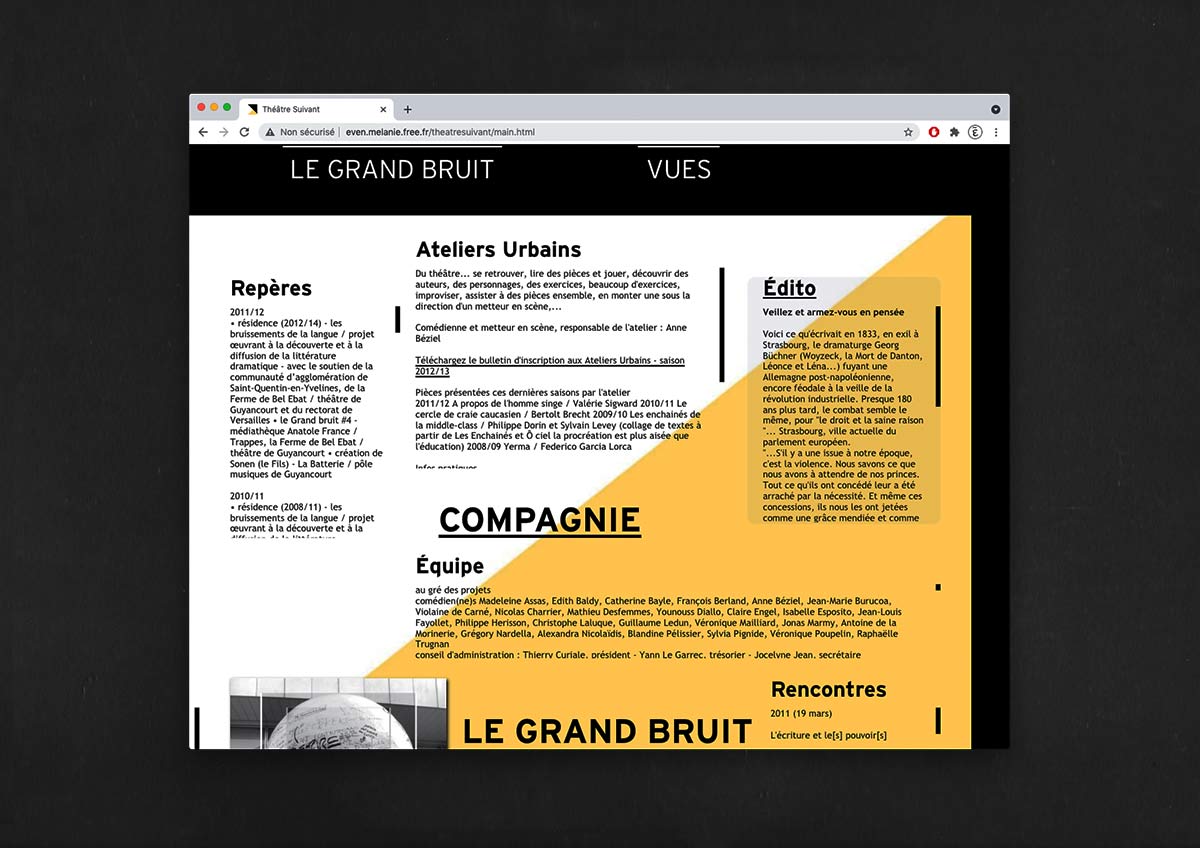 Théâtre Suivant
Non sécurisé
even.melanie.free.fr/theatresuivant/main.html
LE GRAND BRUIT
VUES
Repères
2011/12
• résidence (2012/14) - les
bruissements de la langue / projet
œuvrant à la découverte et à la
diffusion de la littérature
dramatique - avec le soutien de la
communauté d'agglomération de
Saint-Quentin-en-Yvelines, de la
Ferme de Bel Ebat / théâtre de
Guyancourt et du rectorat de
Versailles • le Grand bruit #4 -
médiathèque Anatole France /
Trappes, la Ferme de Bel Ebat /
théâtre de Guyancourt • création de
Sonen (le Fils) - La Batterie / pôle
musiques de Guyancourt
2010/11
• résidence (2008/11) - les
bruissements de la langue / projet
œuvrant à la découverte et à la
diffusion de la littérature
Ateliers Urbains
Du théâtre... se retrouver, lire des pièces et jouer, découvrir des
auteurs, des personnages, des exercices, beaucoup d'exercices,
improviser, assister à des pièces ensemble, en monter une sous la
direction d'un metteur en scène,...
Comédienne et metteur en scène, responsable de l'atelier : Anne
Béziel
Téléchargez le bulletin d'inscription aux Ateliers Urbains - saison
2012/13
Pièces présentées ces dernières saisons par l'atelier
2011/12 A propos de l'homme singe / Valérie Sigward 2010/11 Le
cercle de craie caucasien / Bertolt Brecht 2009/10 Les enchainés de
la middle-class / Philippe Dorin et Sylvain Levey (collage de textes à
partir de Les Enchainés et Ô ciel la procréation est plus aisée que
l'éducation) 2008/09 Yerma / Federico Garcia Lorca
Infos pratiques
Édito
Veillez et armez-vous en pensée
Voici ce qu'écrivait en 1833, en exil à
Strasbourg, le dramaturge Georg
Büchner (Woyzeck, la Mort de Danton,
Léonce et Léna...) fuyant une
Allemagne post-napoléonienne,
encore féodale à la veille de la
révolution industrielle. Presque 180
ans plus tard, le combat semble le
même, pour "le droit et la saine raison
"... Strasbourg, ville actuelle du
parlement européen.
"...S'il y a une issue à notre époque,
c'est la violence. Nous savons ce que
nous avons à attendre de nos princes.
Tout ce qu'ils ont concédé leur a été
arraché par la nécessité. Et même ces
concessions, ils nous les ont jetées
comme une grâce mendiée et comme
COMPAGNIE
Équipe
au gré des projets
comédien(ne)s Madeleine Assas, Edith Baldy, Catherine Bayle, François Berland, Anne Béziel, Jean-Marie Burucoa,
Violaine de Carné, Nicolas Charrier, Mathieu Desfemmes, Younouss Diallo, Claire Engel, Isabelle Esposito, Jean-Louis
Fayollet, Philippe Herisson, Christophe Laluque, Guillaume Ledun, Véronique Mailliard, Jonas Marmy, Antoine de la
Morinerie, Grégory Nardella, Alexandra Nicolaïdis, Blandine Pélissier, Sylvia Pignide, Véronique Poupelin, Raphaëlle
Trugnan
conseil d'administration : Thierry Curiale, président - Yann Le Garrec, trésorier - Jocelyne Jean, secrétaire
LE GRAND BRUIT
Rencontres
2011 (19 mars)
L'écriture et le[s] pouvoir[s]